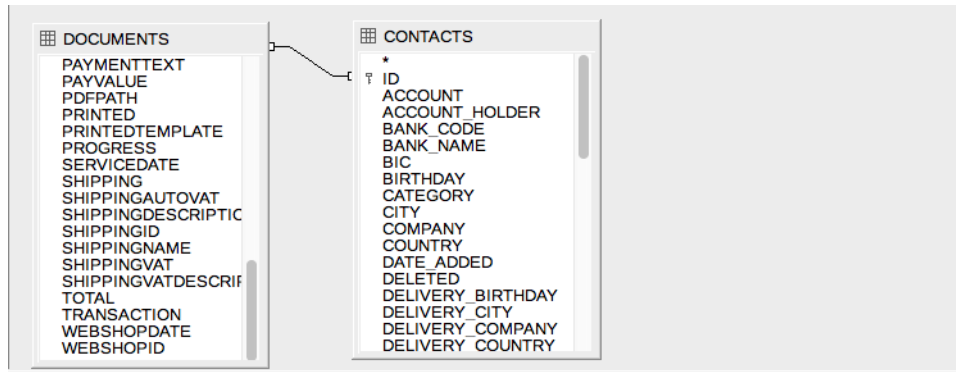 DOCUMENTS
PAYMENTTEXT
PAYVALUE
PDFPATH
PRINTED
PRINTEDTEMPLATE
PROGRESS
SERVICEDATE
SHIPPING
SHIPPINGAUTOVAT
SHIPPINGDESCRIPTIC
SHIPPINGID
SHIPPINGNAME
SHIPPINGVAT
SHIPPINGVATDESCRIF
TOTAL
TRANSACTION
WEBSHOPDATE
WEBSHOPID
CONTACTS
*
ID
ACCOUNT
ACCOUNT_HOLDER
BANK_CODE
BANK_NAME
BIC
BIRTHDAY
CATEGORY
CITY
COMPANY
COUNTRY
DATE_ADDED
DELETED
DELIVERY_BIRTHDAY
DELIVERY_CITY
DELIVERY_COMPANY
DELIVERY_COUNTRY